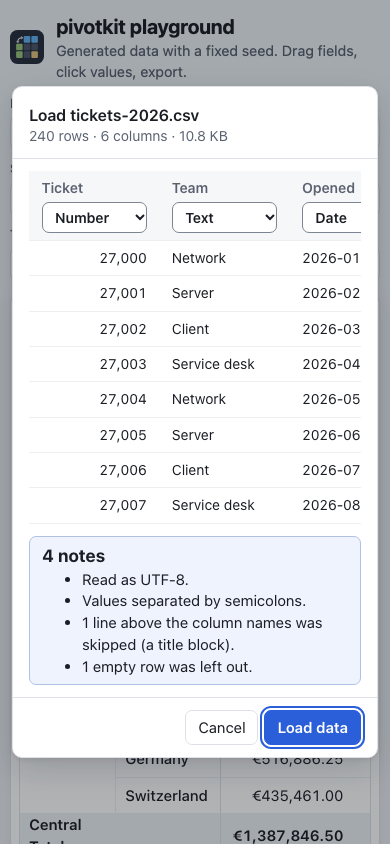 pivotkit playground
Generated data with a fixed seed. Drag fields,
click values, export.
Load tickets-2026.csv
240 rows · 6 columns · 10.8 KB
Ticket Team Opened
Number Text Date
27,000 Network 2026-01
27,001 Server 2026-02
27,002 Client 2026-03
27,003 Service desk 2026-04
27,004 Network 2026-05
27,005 Server 2026-06
27,006 Client 2026-07
27,007 Service desk 2026-08
4 notes
Read as UTF-8.
Values separated by semicolons.
1 line above the column names was
skipped (a title block).
1 empty row was left out.
Cancel Load data
Germany €516,886.25
Switzerland €435,461.00
Central
€1,387,846.50